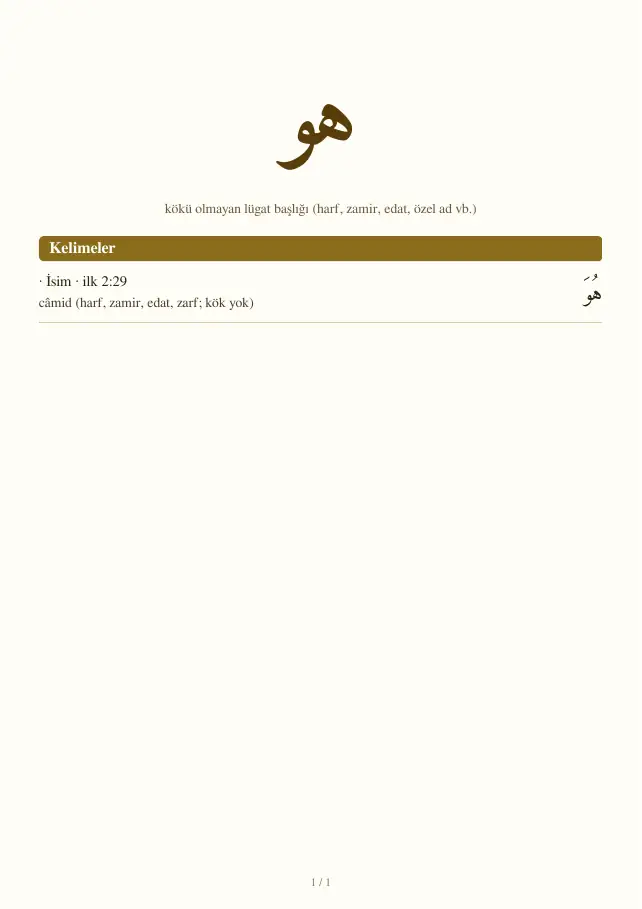 هو
kökü olmayan lügat başlığı (harf, zamir, edat, özel ad vb.)
Kelimeler
· İsim · ilk 2:29
هُوَ
câmid (harf, zamir, edat, zarf; kök yok)
1 / 1